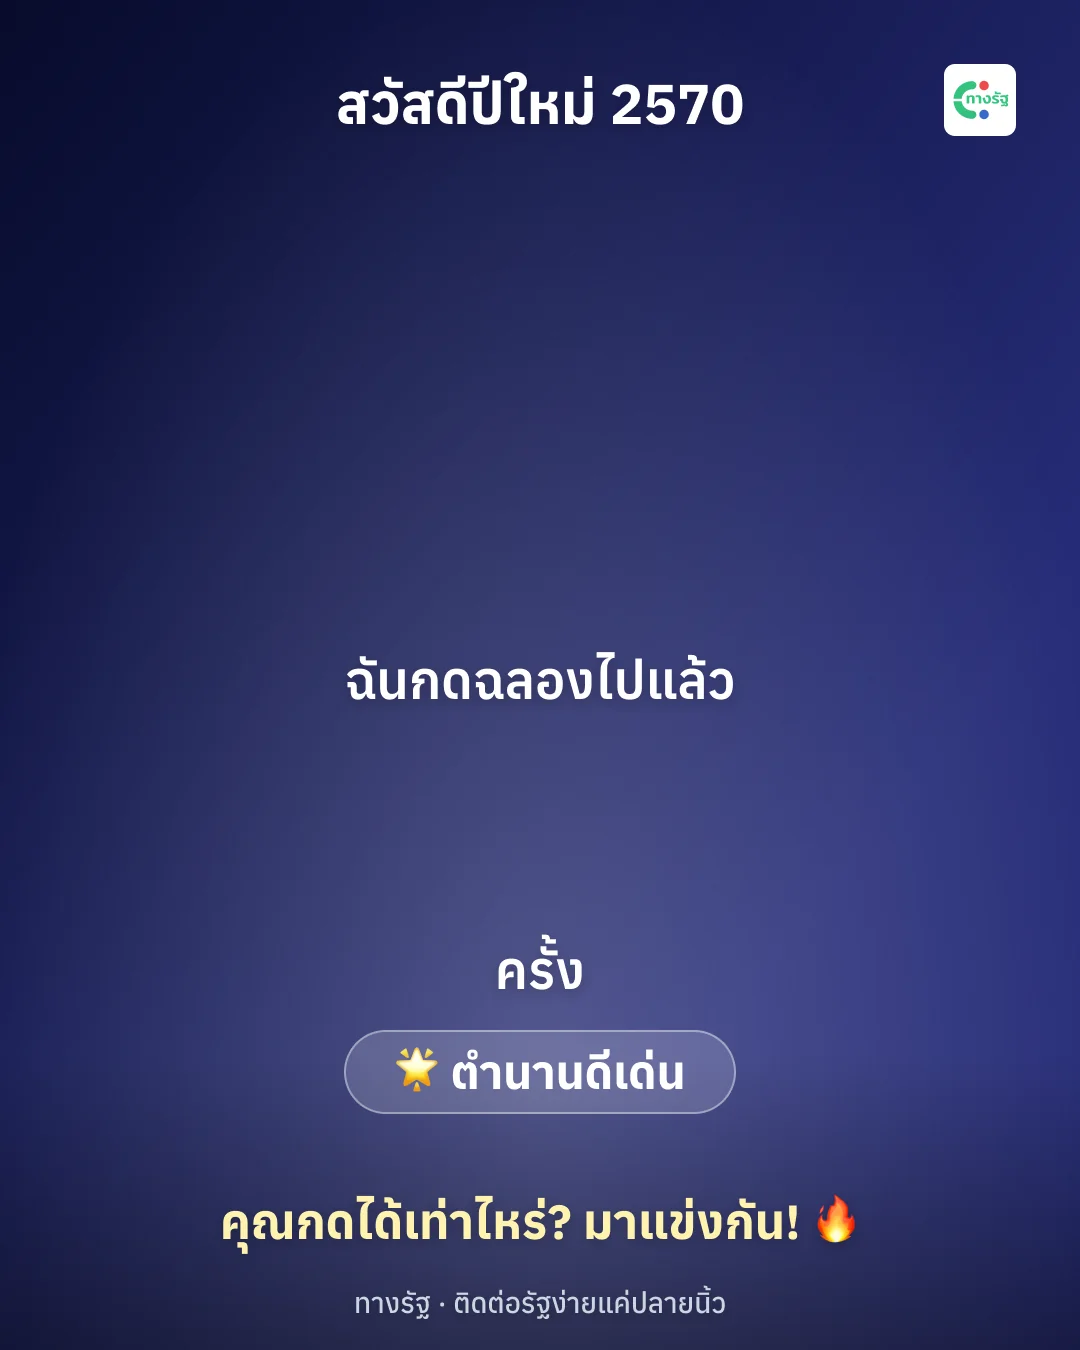 สวัสดีปีใหม่ 2570
ทางรัฐ
ฉันกดฉลองไปแล้ว
ครั้ง
🌟 ตำนานดีเด่น
คุณกดได้เท่าไหร่? มาแข่งกัน! 🔥
ทางรัฐ · ติดต่อรัฐง่ายแค่ปลายนิ้ว